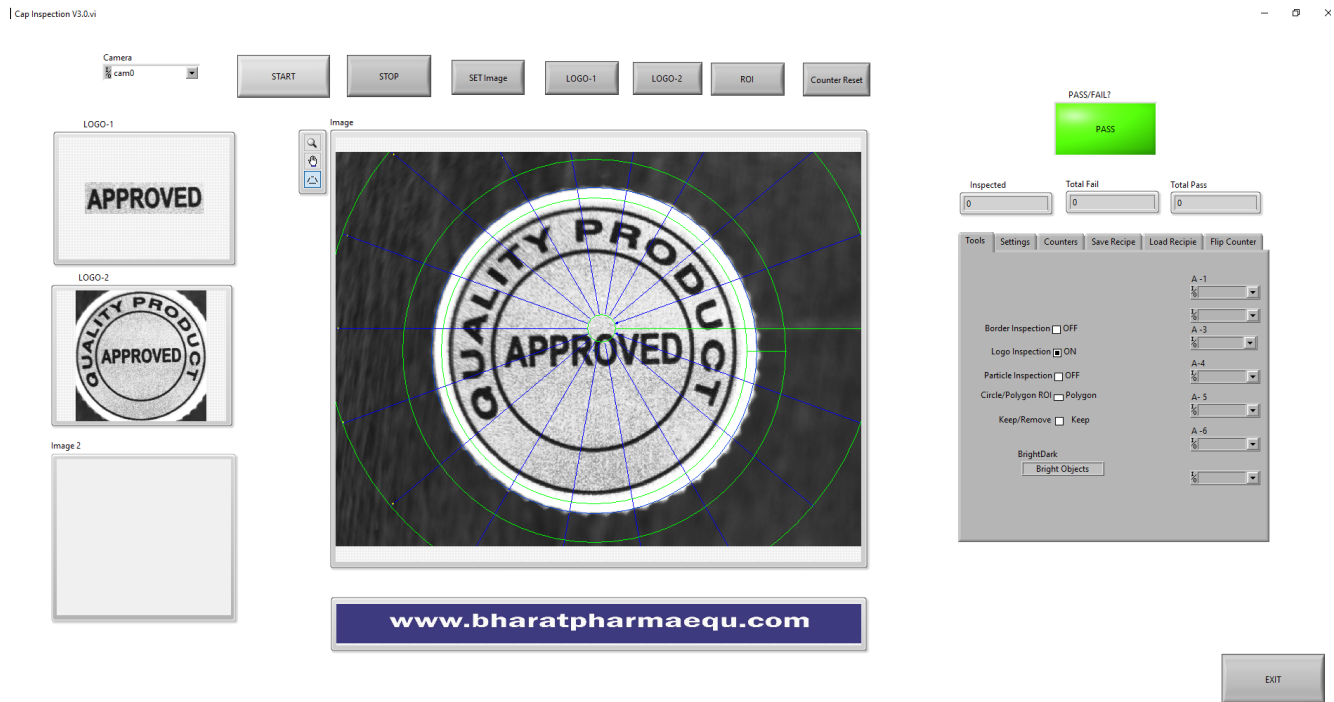 Cap Inspection V3.0.vi
Camera
cam0
START
STOP
SET Image
LOGO-1
LOGO-2
ROI
Counter Reset
LOGO-1
APPROVED
LOGO-2
QUALITY PRODUCT
APPROVED
Image 2
Image
QUALITY PRODUCT
APPROVED
www.bharatpharmaequ.com
PASS/FAIL?
PASS
Inspected
0
Total Fail
0
Total Pass
0
Tools
Settings
Counters
Save Recipe
Load Recipie
Flip Counter
Border Inspection OFF
Logo Inspection ON
Particle Inspection OFF
Circle/Polygon ROI Polygon
Keep/Remove Keep
BrightDark
Bright Objects
A -1
A -3
A-4
A- 5
A -6
EXIT